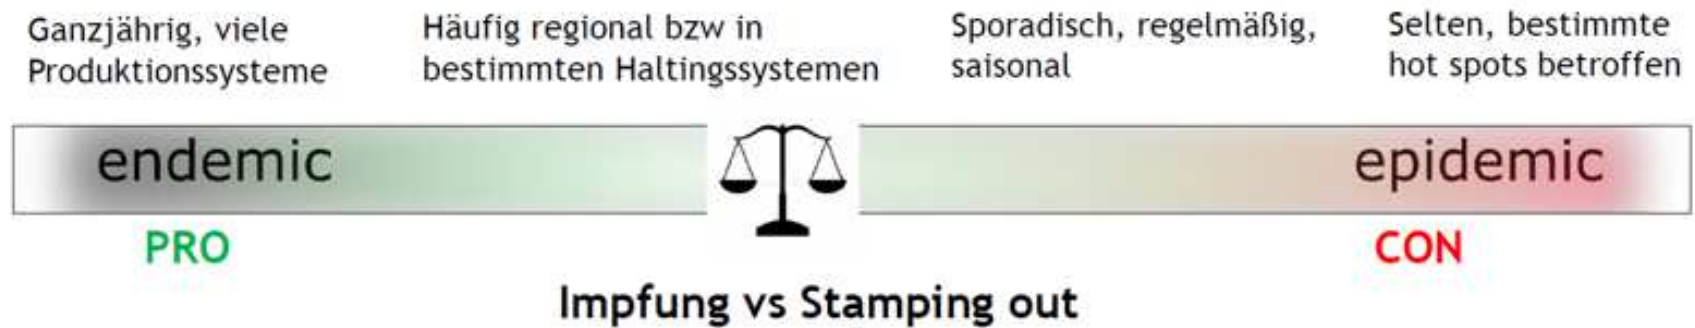 Ganzjährig, viele
Produktionssysteme
Häufig regional bzw in
bestimmten Haltingssystemen
Sporadisch, regelmäßig,
saisonal
Selten, bestimmte
hot spots betroffen
endemic
epidemic
PRO
CON
Impfung vs Stamping out